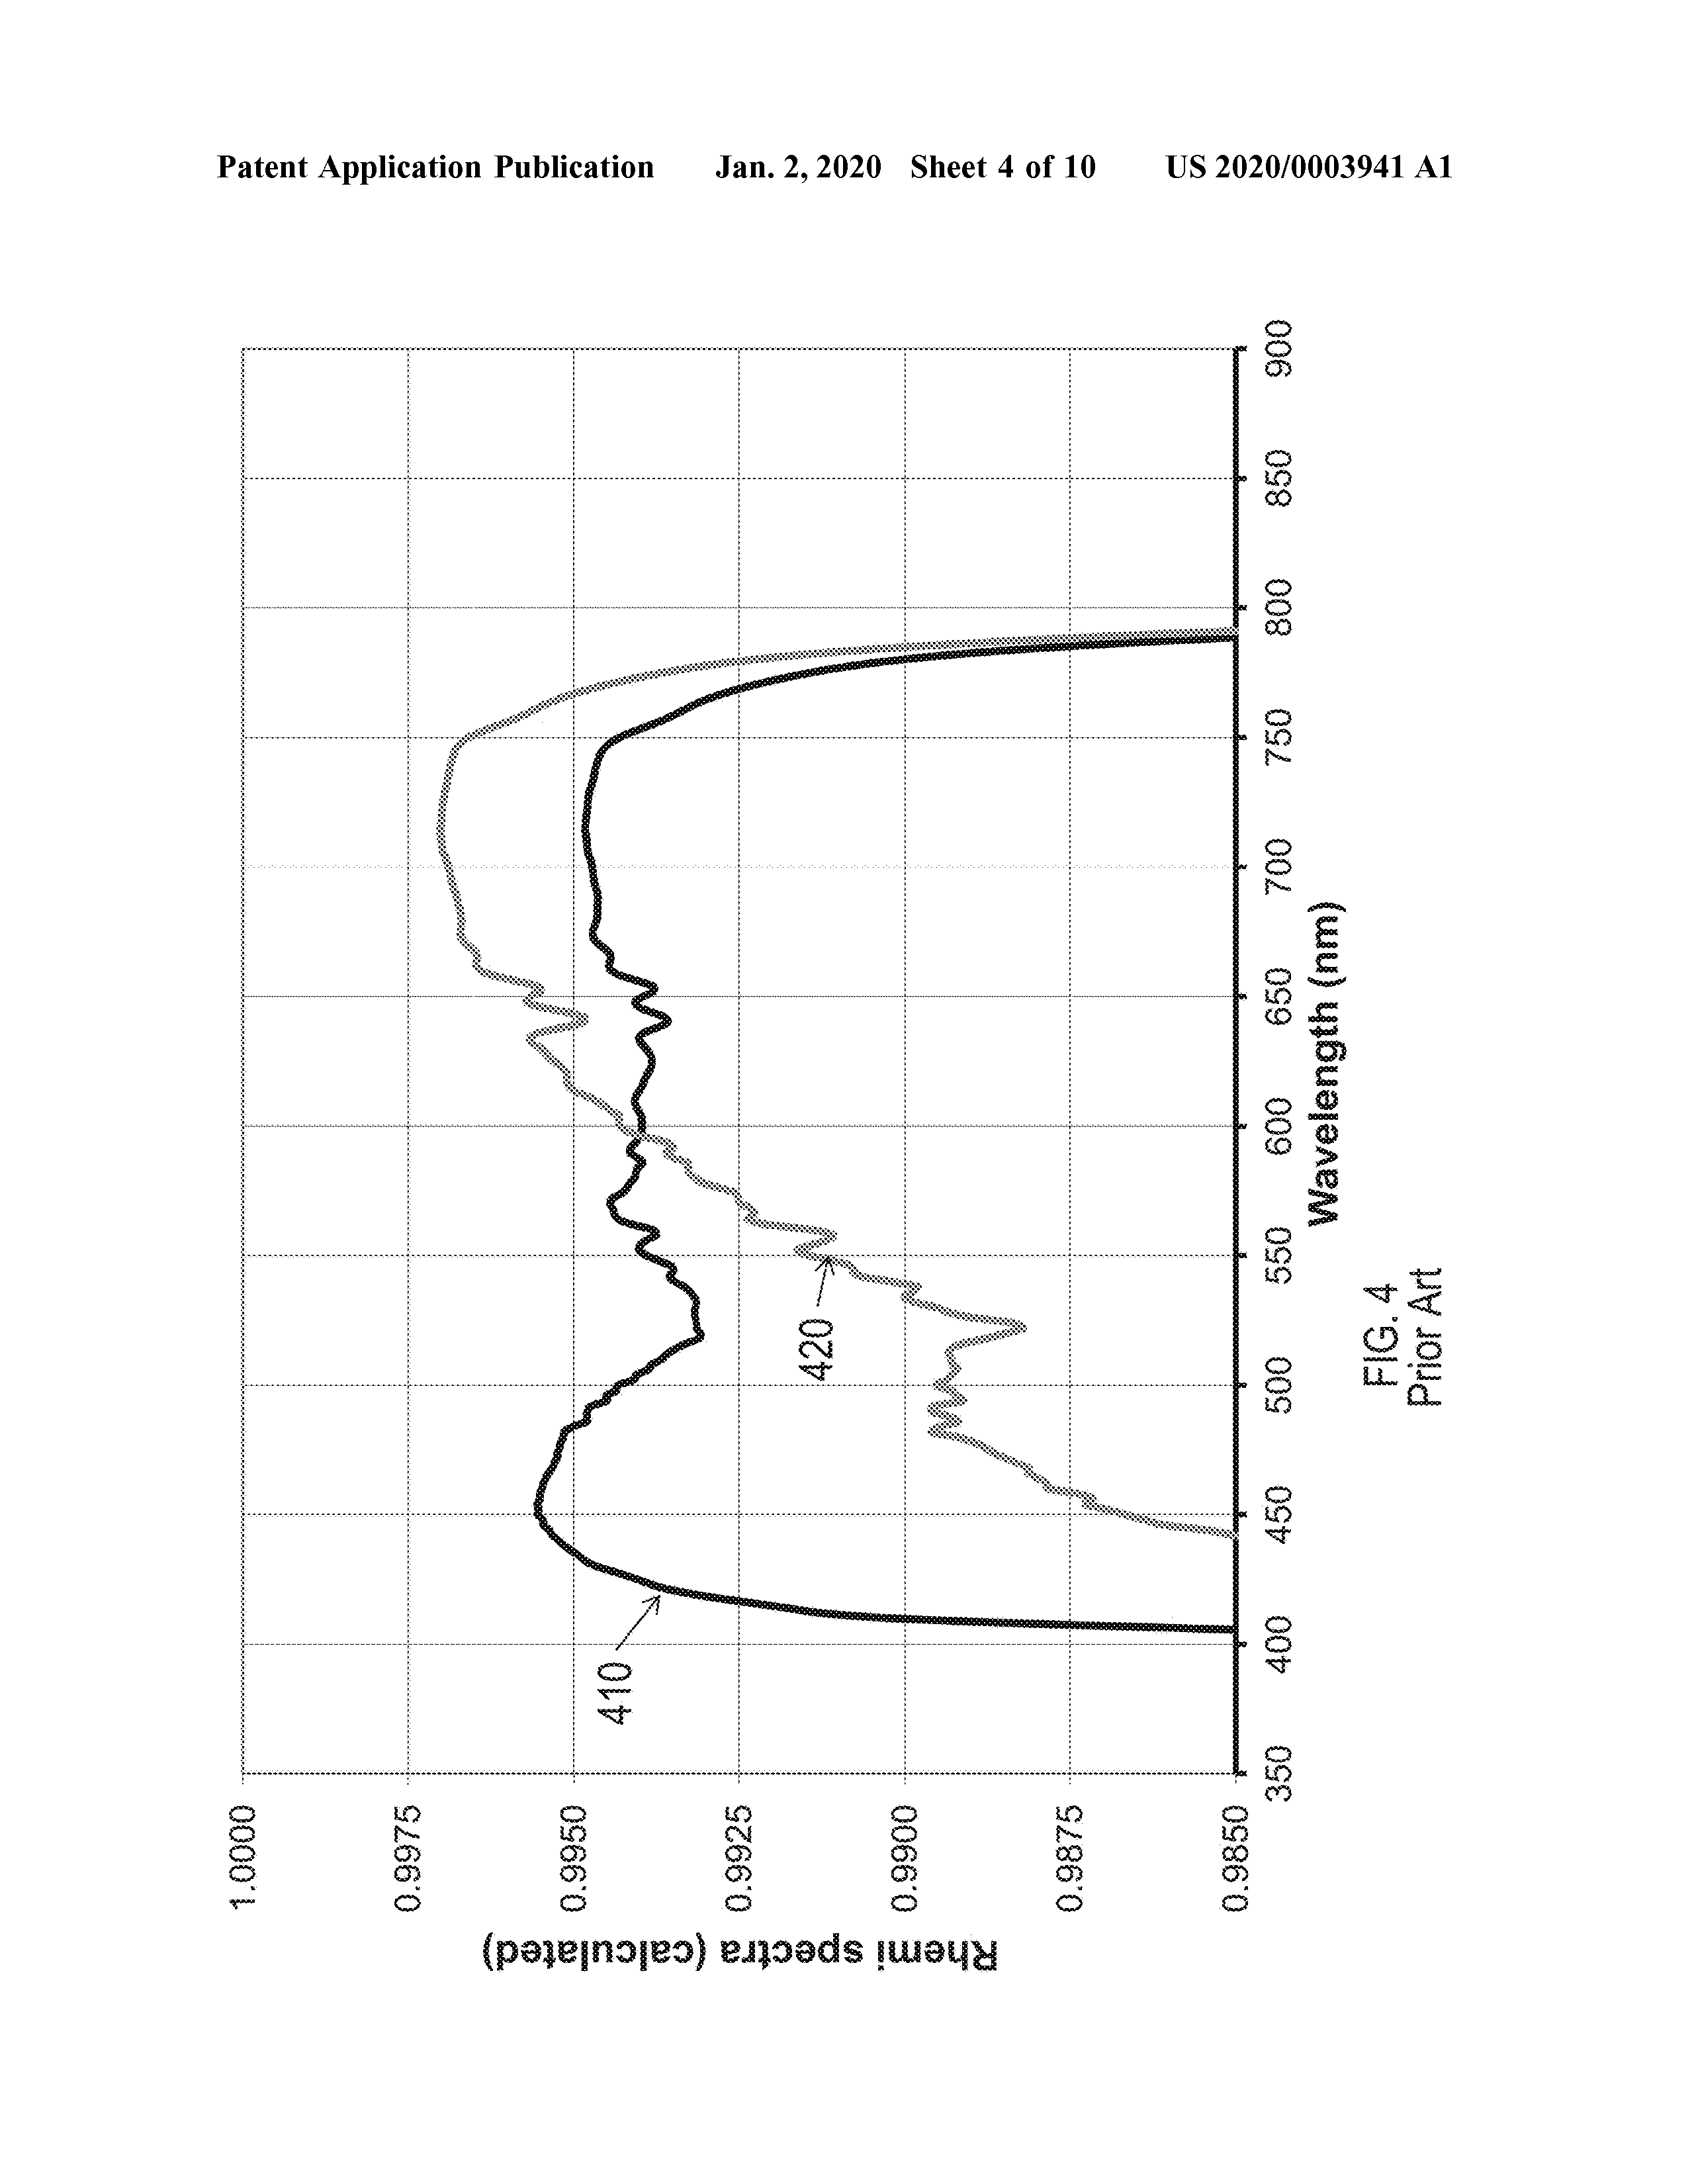 Patent Application Publication Jan. 2, 2020 Sheet 4 of 10 US 2020/0003941 A1
Rhemi spectra (calculated)
1.0000
0.9975
0.9950
0.9925
0.9900
0.9875
0.9850
410
420
350 400 450 500 550 600 650 700 750 800 850 900
Wavelength (nm)
FIG. 4
Prior Art